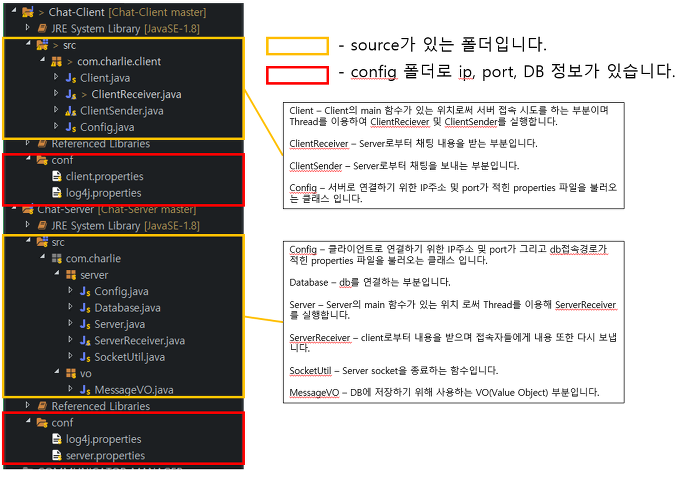 > Chat-Client [Chat-Client master]
JRE System Library [JavaSE-1.8]
> src
> com.charlie.client
Client.java
> ClientReceiver.java
ClientSender.java
Config.java
Referenced Libraries
conf
client.properties
log4j.properties
Chat-Server [Chat-Server master]
JRE System Library [JavaSE-1.8]
src
com.charlie
server
Config.java
Database.java
Server.java
ServerReceiver.java
SocketUtil.java
vo
MessageVO.java
Referenced Libraries
conf
log4j.properties
server.properties
- source가 있는 폴더입니다.
- config 폴더로 ip, port, DB 정보가 있습니다.
Client – Client의 main 함수가 있는 위치로써 서버 접속 시도를 하는 부분이며
Thread를 이용하여 ClientReciever 및 ClientSender를 실행합니다.
ClientReceiver – Server로부터 채팅 내용을 받는 부분입니다.
ClientSender – Server로부터 채팅을 보내는 부분입니다.
Config – 서버로 연결하기 위한 IP주소 및 port가 적힌 properties 파일을 불러오
는 클래스 입니다.
Config – 클라이언트로 연결하기 위한 IP주소 및 port가 그리고 db접속경로가
적힌 properties 파일을 불러오는 클래스 입니다.
Database – db를 연결하는 부분입니다.
Server – Server의 main 함수가 있는 위치 로써 Thread를 이용해 ServerReceiver
를 실행합니다.
ServerReceiver – client로부터 내용을 받으며 접속자들에게 내용 또한 다시 보냅
니다.
SocketUtil – Server socket을 종료하는 함수입니다.
MessageVO – DB에 저장하기 위해 사용하는 VO(Value Object) 부분입니다.